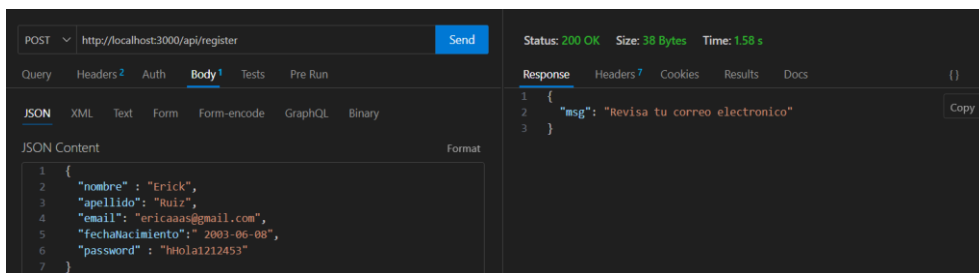 POST http://localhost:3000/api/register Send
Query Headers 2 Auth Body 1 Tests Pre Run
JSON XML Text Form Form-encode GraphQL Binary
JSON Content Format
1 {
2 "nombre" : "Erick",
3 "apellido": "Ruiz",
4 "email": "ericaaas@gmail.com",
5 "fechaNacimiento":" 2003-06-08",
6 "password" : "hHola1212453"
7 }
Status: 200 OK Size: 38 Bytes Time: 1.58 s
Response Headers 7 Cookies Results Docs {}
1 {
2 "msg": "Revisa tu correo electronico"
3 }
Copy